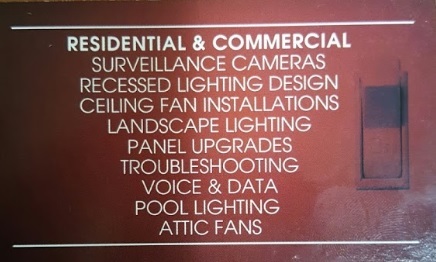 RESIDENTIAL & COMMERCIAL
SURVEILLANCE CAMERAS
RECESSED LIGHTING DESIGN
CEILING FAN INSTALLATIONS
LANDSCAPE LIGHTING
PANEL UPGRADES
TROUBLESHOOTING
VOICE & DATA
POOL LIGHTING
ATTIC FANS